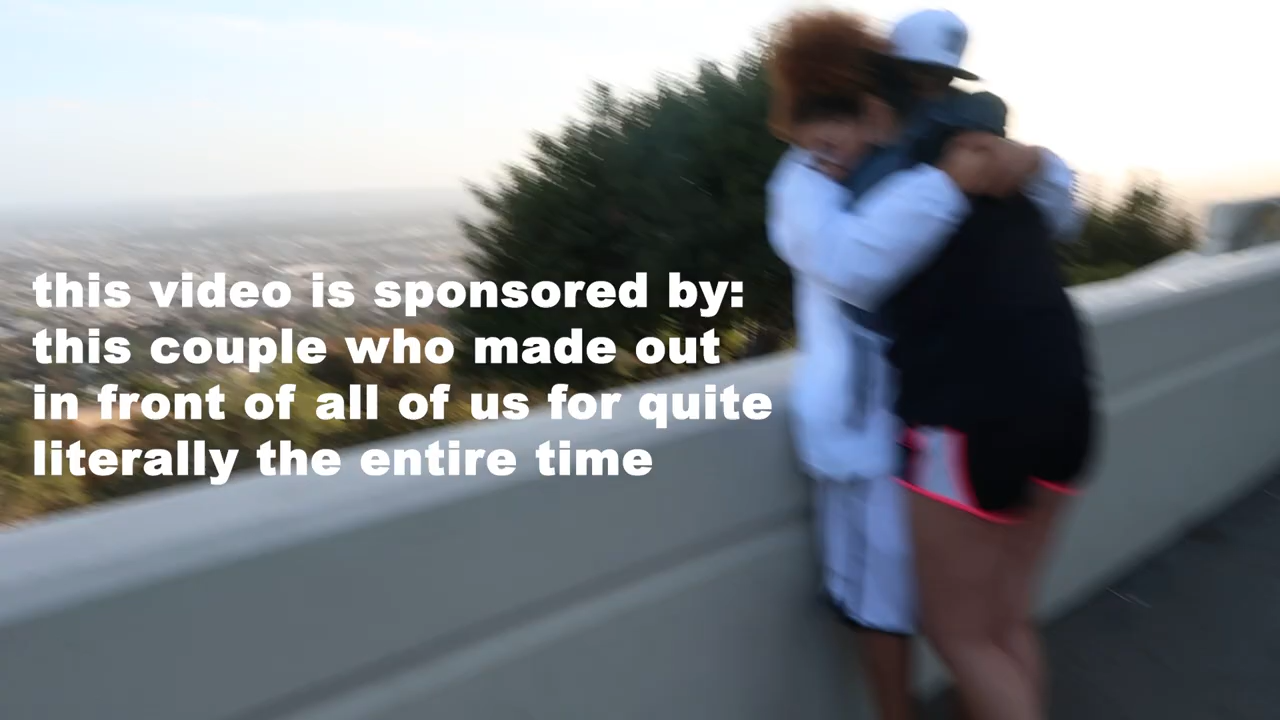 this video is sponsored by:
this couple who made out
in front of all of us for quite
literally the entire time